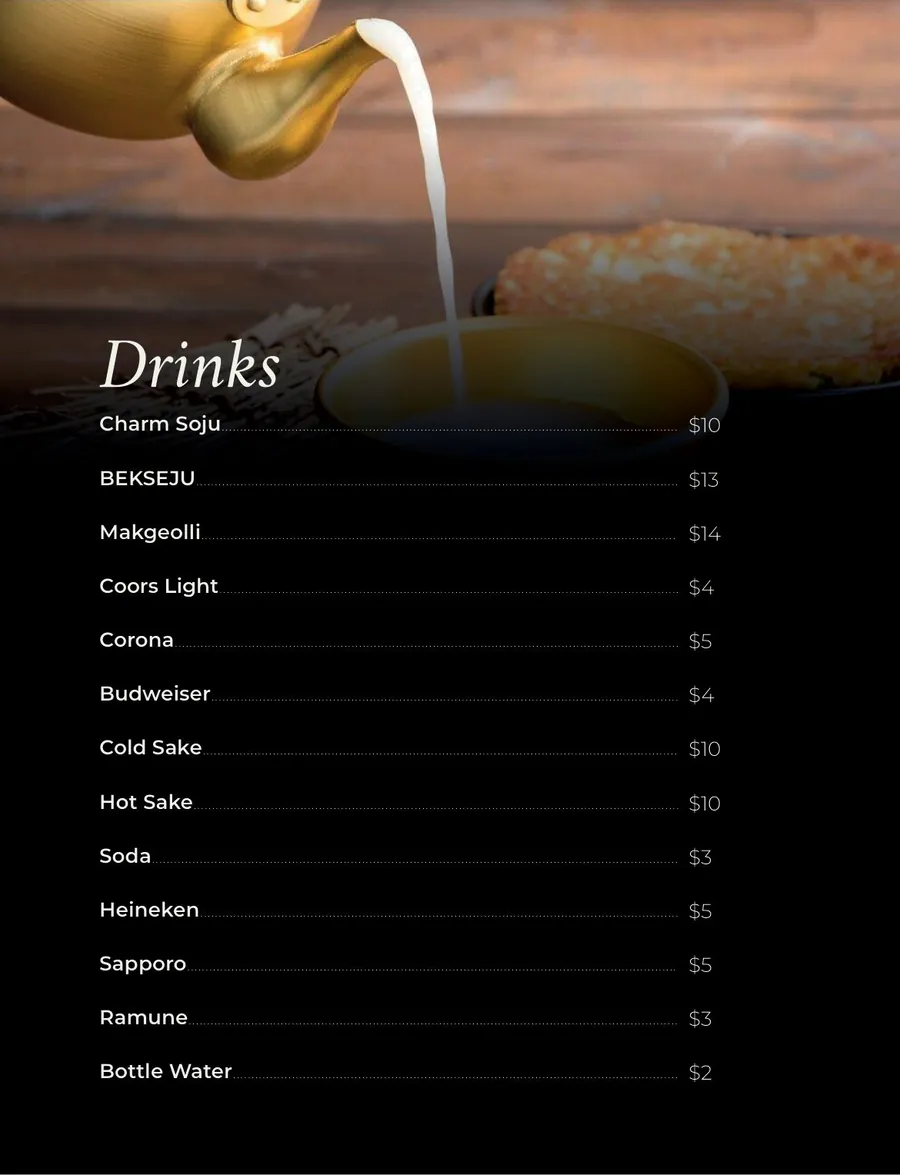 Drinks
Charm Soju $10
BEKSEJU $13
Makgeolli $14
Coors Light $4
Corona $5
Budweiser $4
Cold Sake $10
Hot Sake $10
Soda $3
Heineken $5
Sapporo $5
Ramune $3
Bottle Water $2